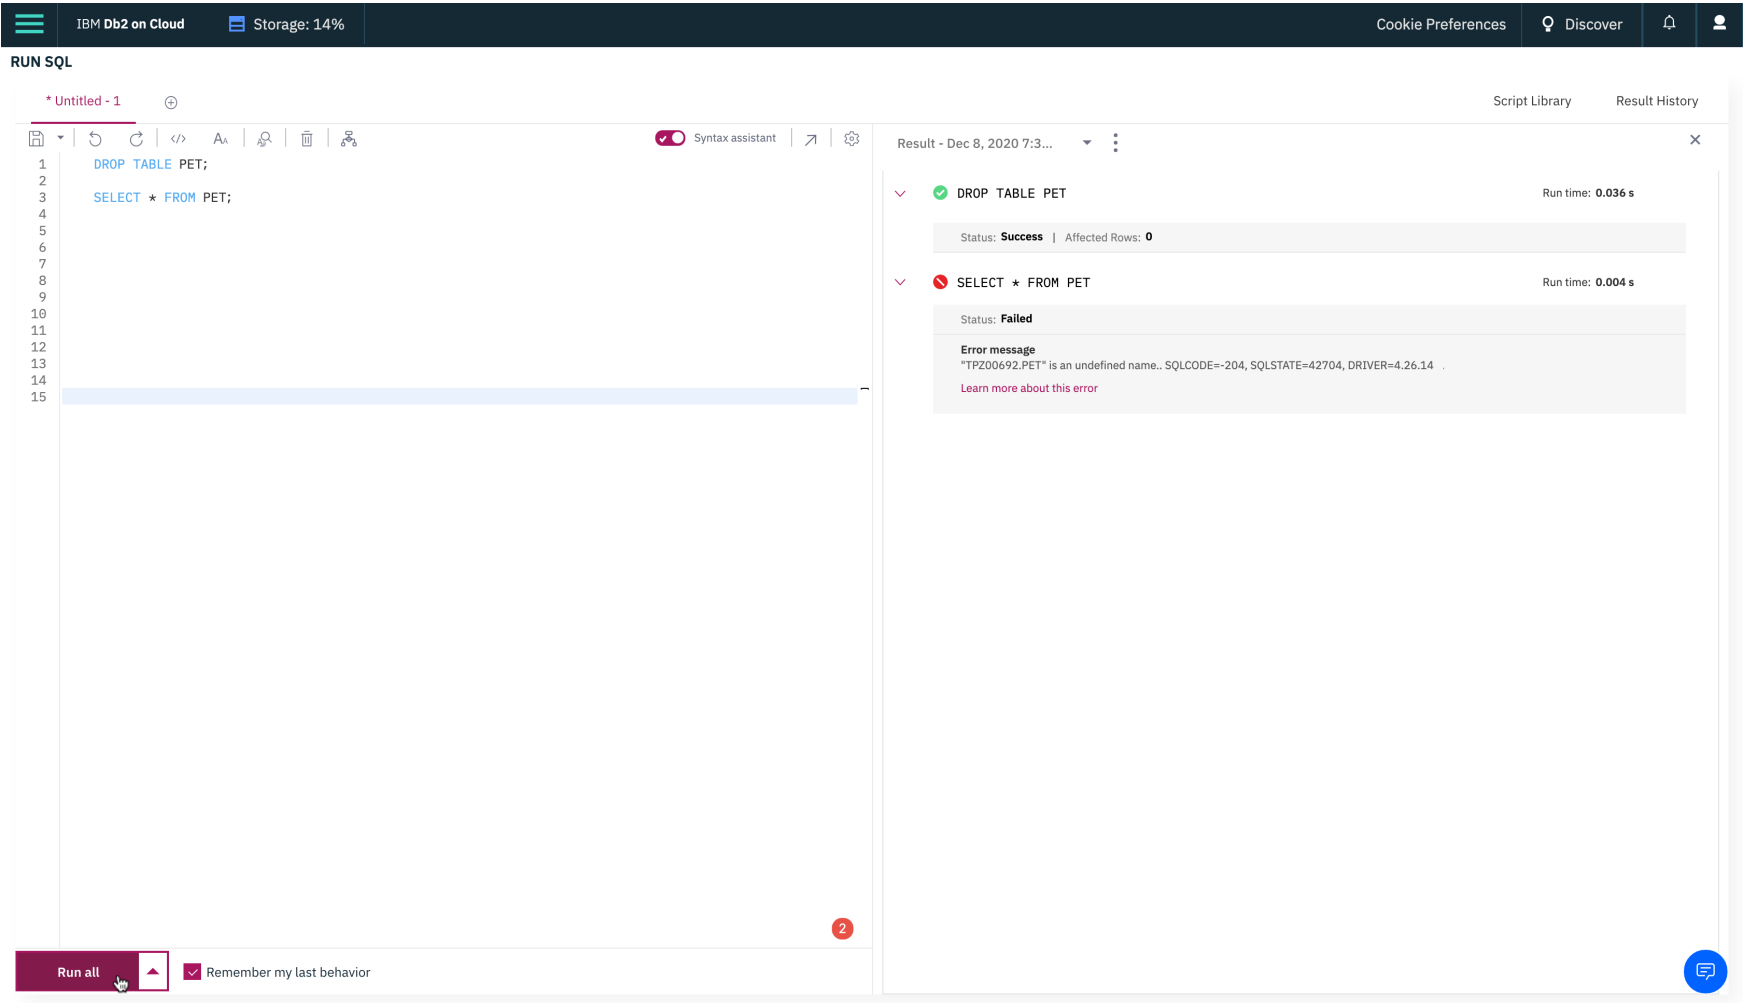 IBM Db2 on Cloud
Storage: 14%
Cookie Preferences
Discover
RUN SQL
* Untitled - 1
Script Library
Result History
</>
AA
Syntax assistant
1 DROP TABLE PET;
2
3 SELECT * FROM PET;
4
5
6
7
8
9
10
11
12
13
14
15
2
Run all
Remember my last behavior
Result - Dec 8, 2020 7:3...
DROP TABLE PET
Run time: 0.036 s
Status: Success | Affected Rows: 0
SELECT * FROM PET
Run time: 0.004 s
Status: Failed
Error message
"TPZ00692.PET" is an undefined name.. SQLCODE=-204, SQLSTATE=42704, DRIVER=4.26.14 .
Learn more about this error